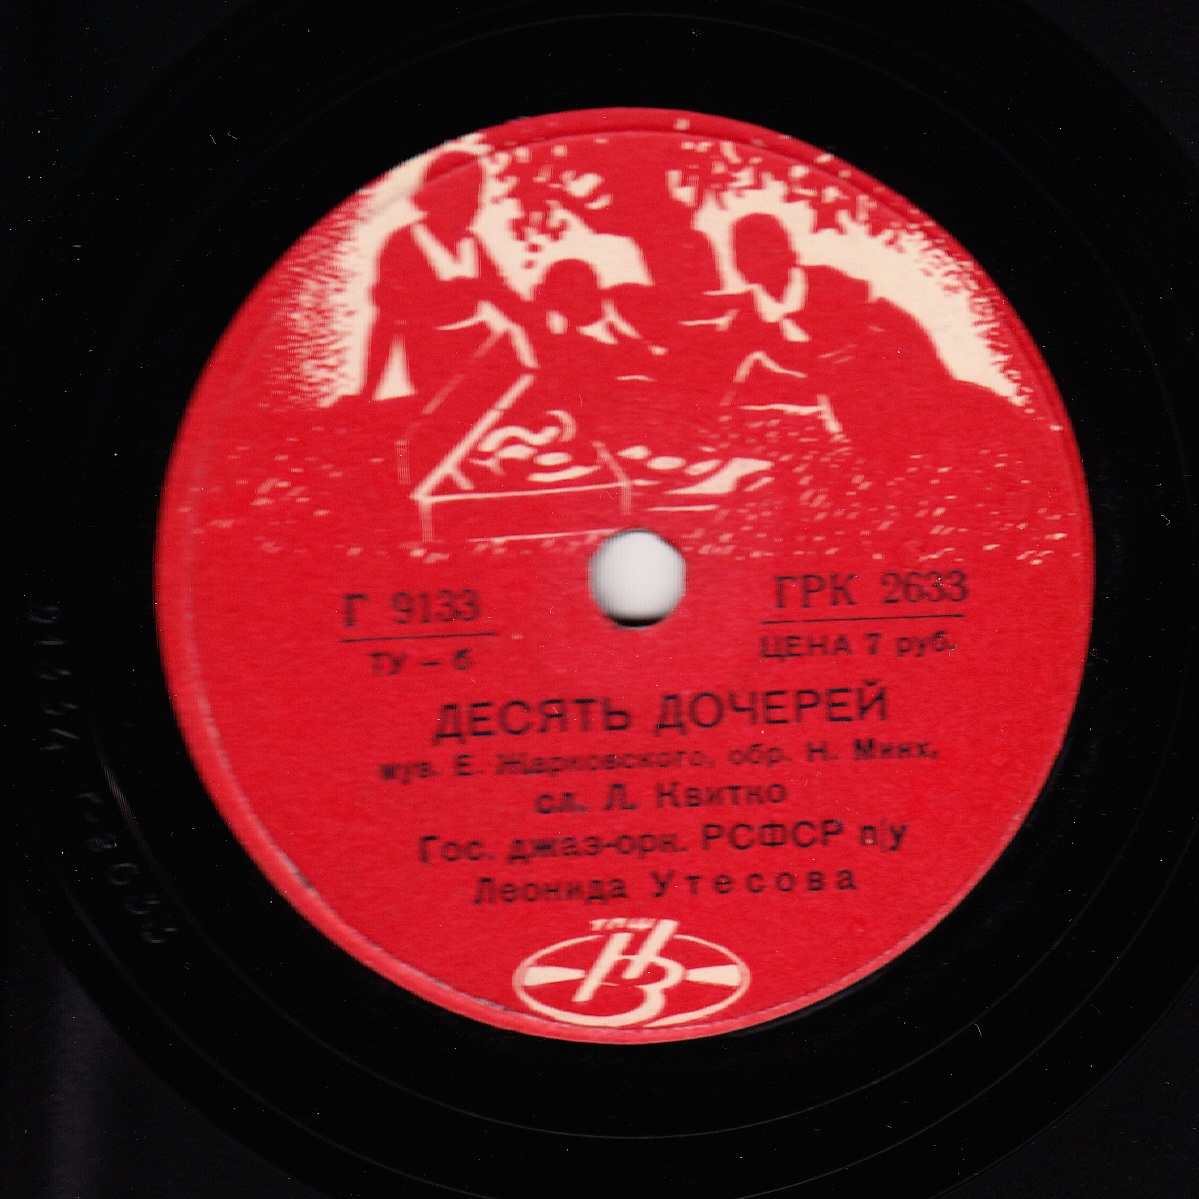 Г 9133
ГРК 2633
ТУ – 6
ЦЕНА 7 руб.
ДЕСЯТЬ ДОЧЕРЕЙ
муз. Е. Жарковского, обр. Н. Минх,
сл. Л. Квитко
Гос. джаз-орк. РСФСР п/у
Леонида Утесова
НЗ